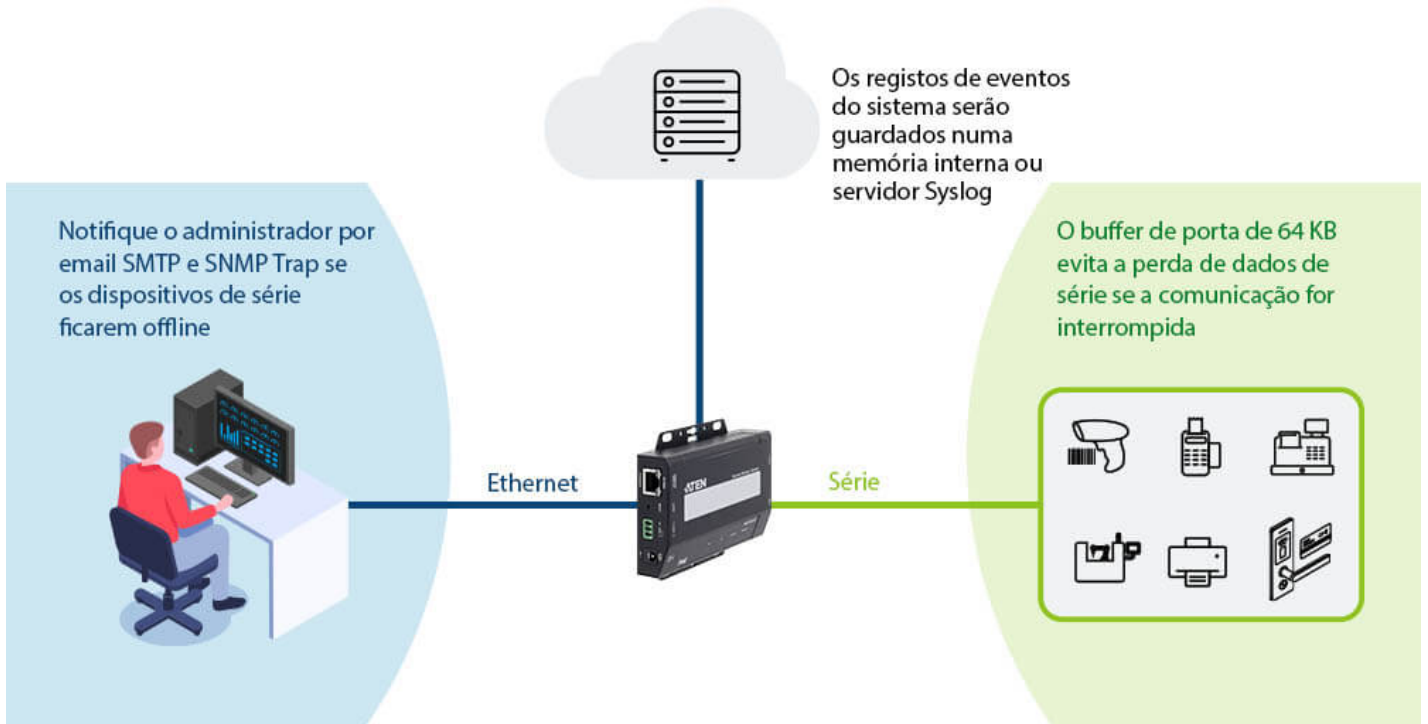 Os registos de eventos
do sistema serão
guardados numa
memória interna ou
servidor Syslog
Notifique o administrador por
email SMTP e SNMP Trap se
os dispositivos de série
ficarem offline
O buffer de porta de 64 KB
evita a perda de dados de
série se a comunicação for
interrompida
Ethernet
Série
ATEN